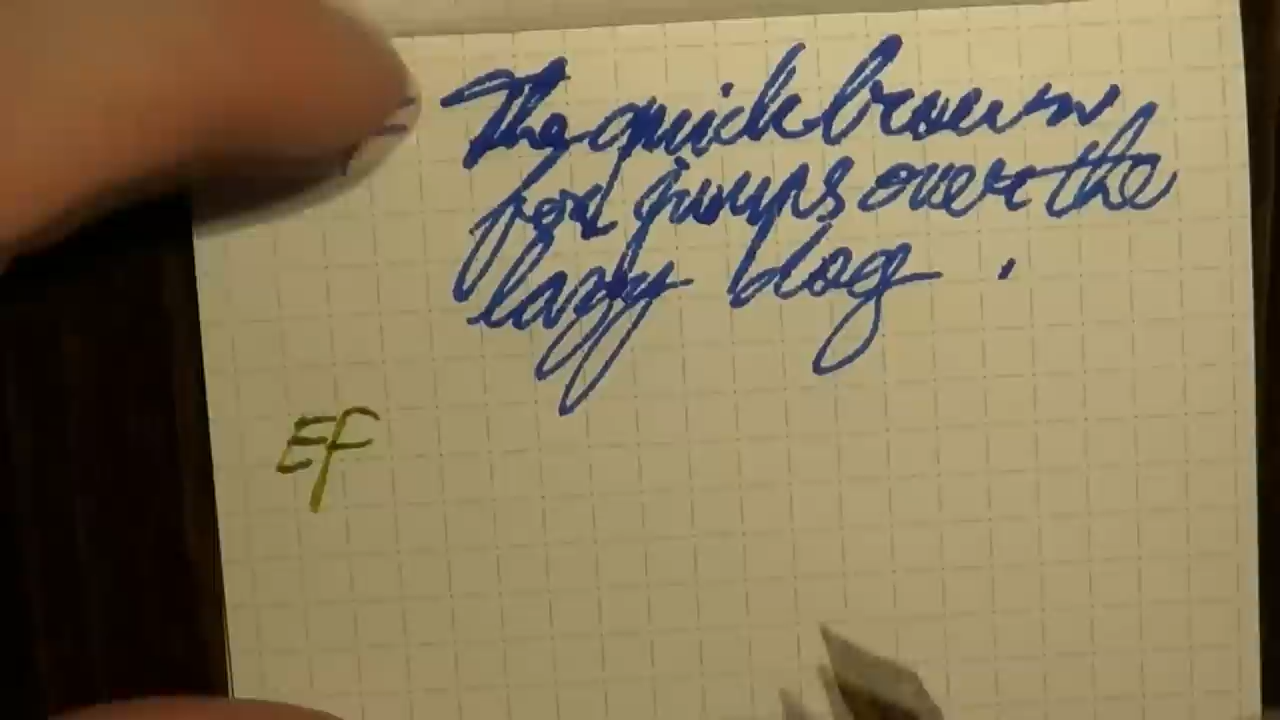 The quick brown
fox jumps over the
lazy dog .
EF